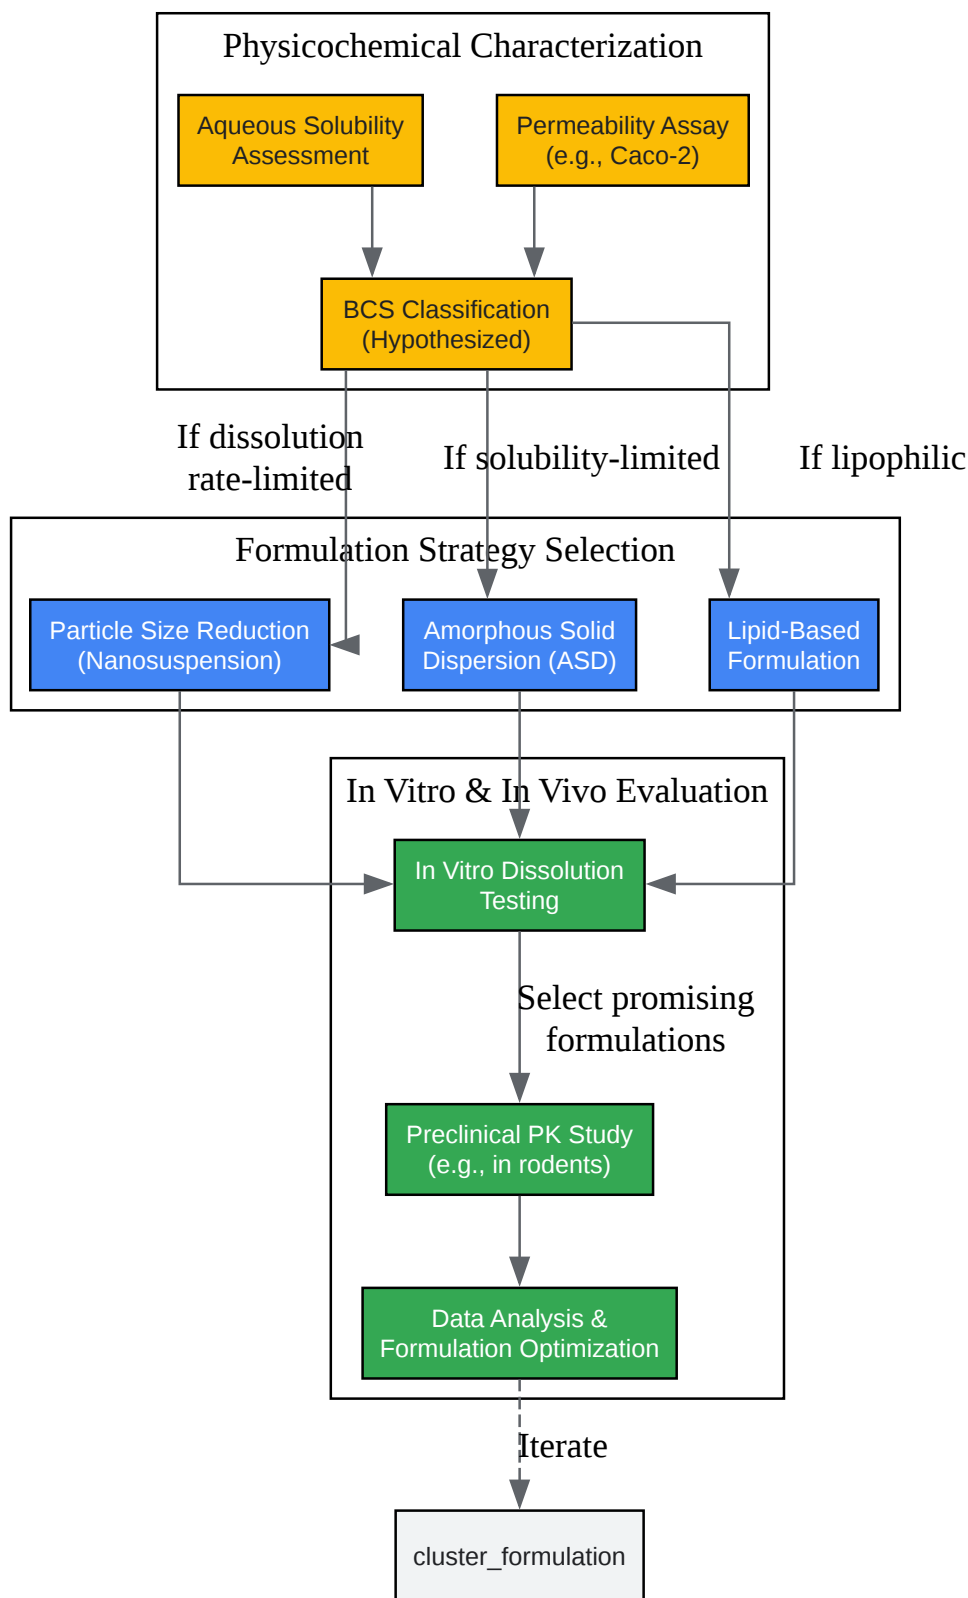 Physicochemical Characterization
Aqueous Solubility
Assessment
Permeability Assay
(e.g., Caco-2)
BCS Classification
(Hypothesized)
If dissolution
rate-limited
If solubility-limited
If lipophilic
Formulation Strategy Selection
Particle Size Reduction
(Nanosuspension)
Amorphous Solid
Dispersion (ASD)
Lipid-Based
Formulation
In Vitro & In Vivo Evaluation
In Vitro Dissolution
Testing
Select promising
formulations
Preclinical PK Study
(e.g., in rodents)
Data Analysis &
Formulation Optimization
Iterate
cluster_formulation